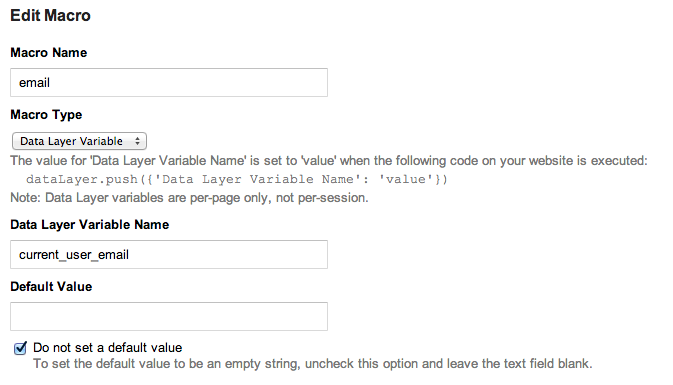 Edit Macro
Macro Name
email
Macro Type
Data Layer Variable
The value for 'Data Layer Variable Name' is set to 'value' when the following code on your website is executed:
dataLayer.push({'Data Layer Variable Name': 'value'})
Note: Data Layer variables are per-page only, not per-session.
Data Layer Variable Name
current_user_email
Default Value
Do not set a default value
To set the default value to be an empty string, uncheck this option and leave the text field blank.